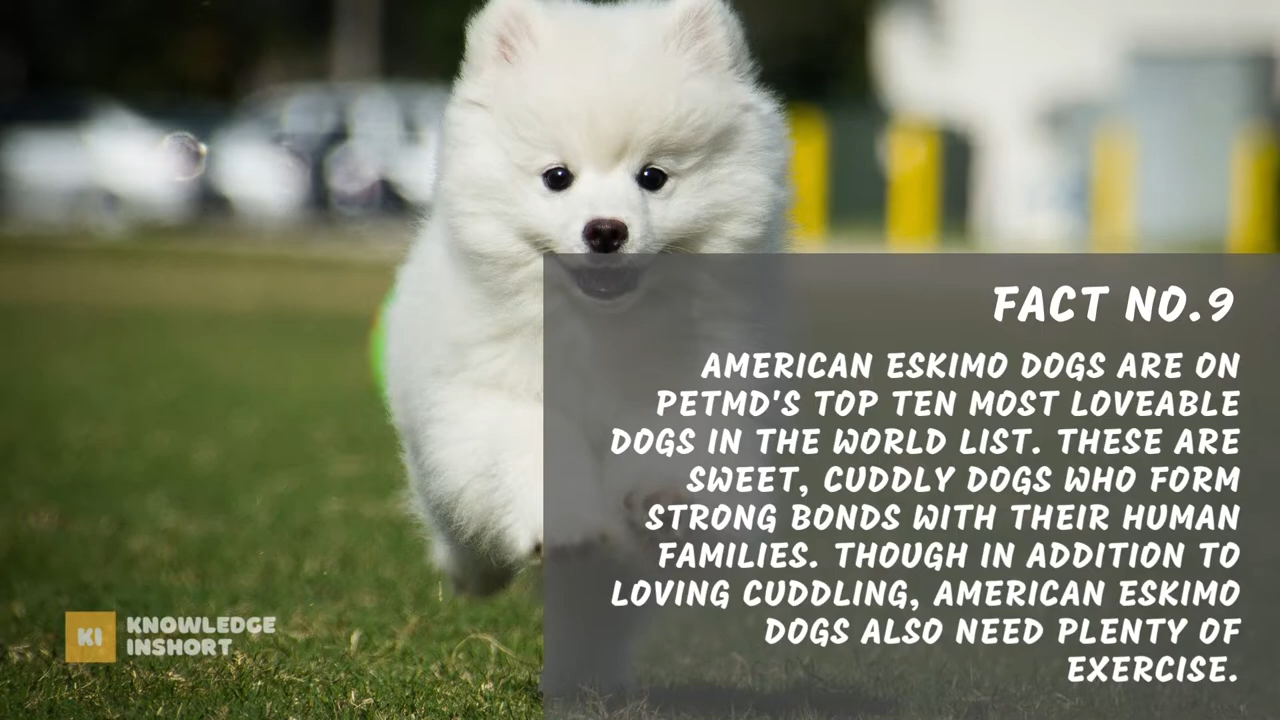 FACT NO.9
AMERICAN ESKIMO DOGS ARE ON
PETMD'S TOP TEN MOST LOVEABLE
DOGS IN THE WORLD LIST. THESE ARE
SWEET, CUDDLY DOGS WHO FORM
STRONG BONDS WITH THEIR HUMAN
FAMILIES. THOUGH IN ADDITION TO
LOVING CUDDLING, AMERICAN ESKIMO
DOGS ALSO NEED PLENTY OF
EXERCISE.
KI
KNOWLEDGE
INSHORT